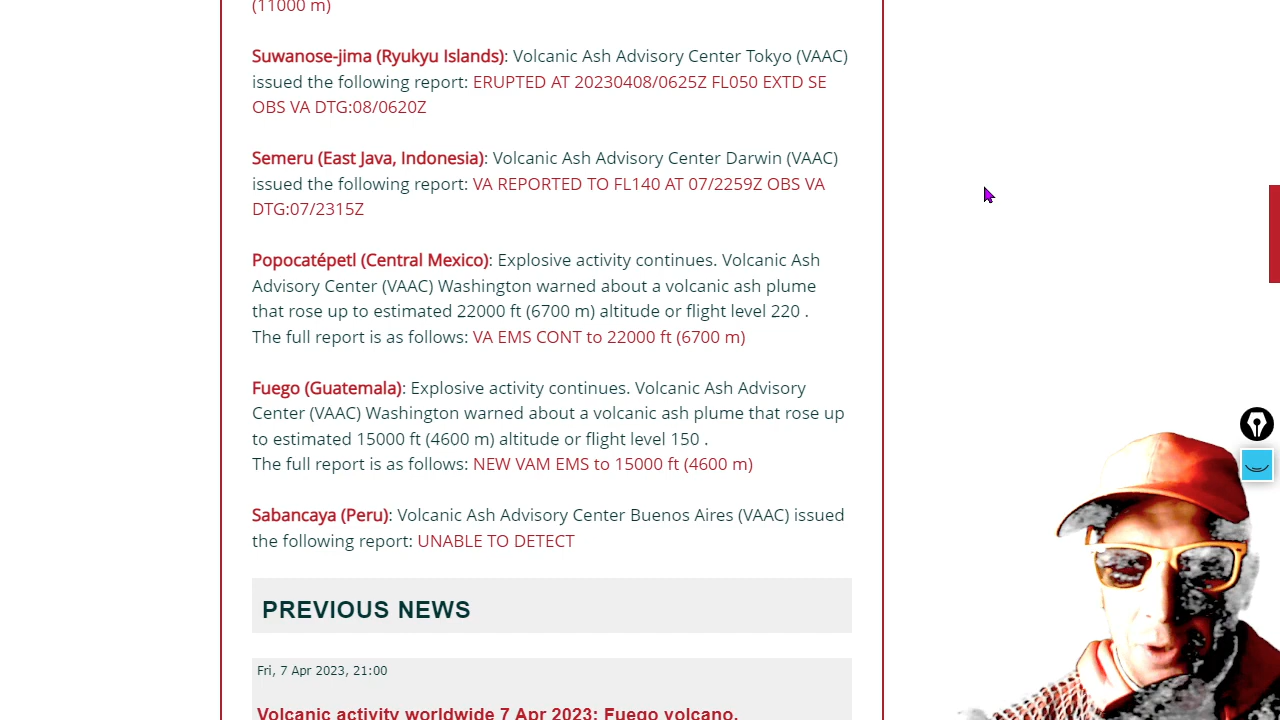 (11000 m)
Suwanose-jima (Ryukyu Islands): Volcanic Ash Advisory Center Tokyo (VAAC)
issued the following report: ERUPTED AT 20230408/0625Z FL050 EXTD SE
OBS VA DTG:08/0620Z
Semeru (East Java, Indonesia): Volcanic Ash Advisory Center Darwin (VAAC)
issued the following report: VA REPORTED TO FL140 AT 07/2259Z OBS VA
DTG:07/2315Z
Popocatépetl (Central Mexico): Explosive activity continues. Volcanic Ash
Advisory Center (VAAC) Washington warned about a volcanic ash plume
that rose up to estimated 22000 ft (6700 m) altitude or flight level 220 .
The full report is as follows: VA EMS CONT to 22000 ft (6700 m)
Fuego (Guatemala): Explosive activity continues. Volcanic Ash Advisory
Center (VAAC) Washington warned about a volcanic ash plume that rose up
to estimated 15000 ft (4600 m) altitude or flight level 150 .
The full report is as follows: NEW VAM EMS to 15000 ft (4600 m)
Sabancaya (Peru): Volcanic Ash Advisory Center Buenos Aires (VAAC) issued
the following report: UNABLE TO DETECT
PREVIOUS NEWS
Fri, 7 Apr 2023, 21:00
Volcanic activity worldwide 7 Apr 2023: Fuego volcano,